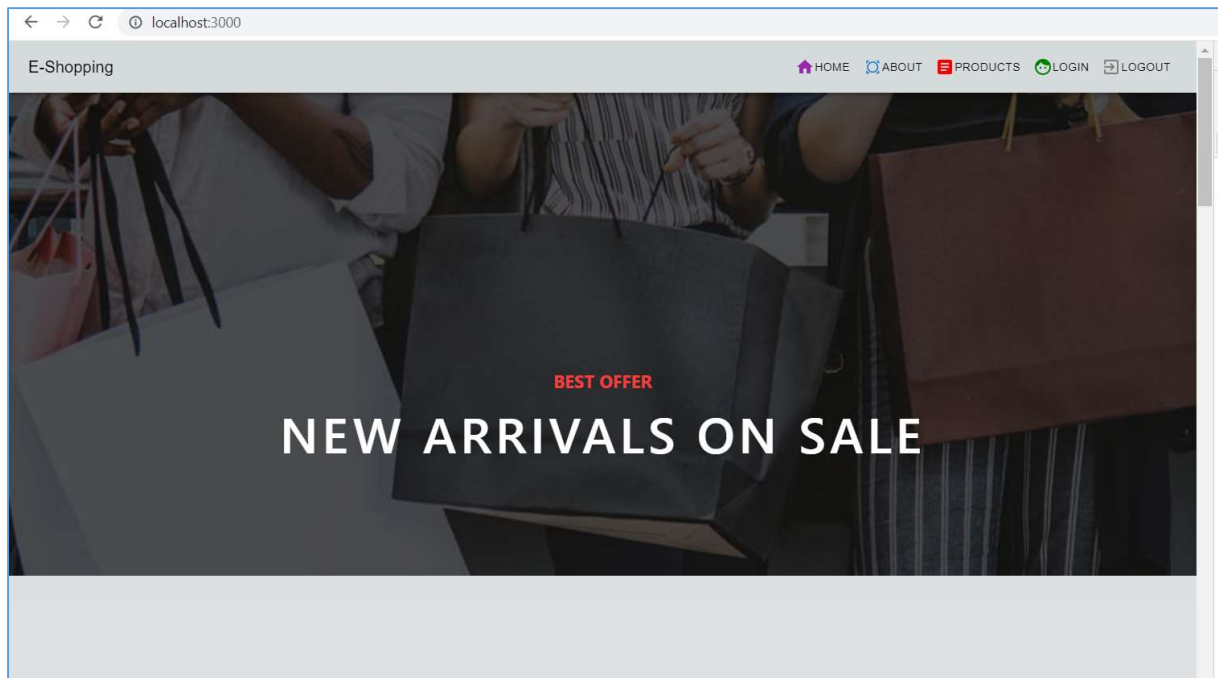 localhost:3000
E-Shopping
HOME ABOUT PRODUCTS LOGIN LOGOUT
BEST OFFER
NEW ARRIVALS ON SALE